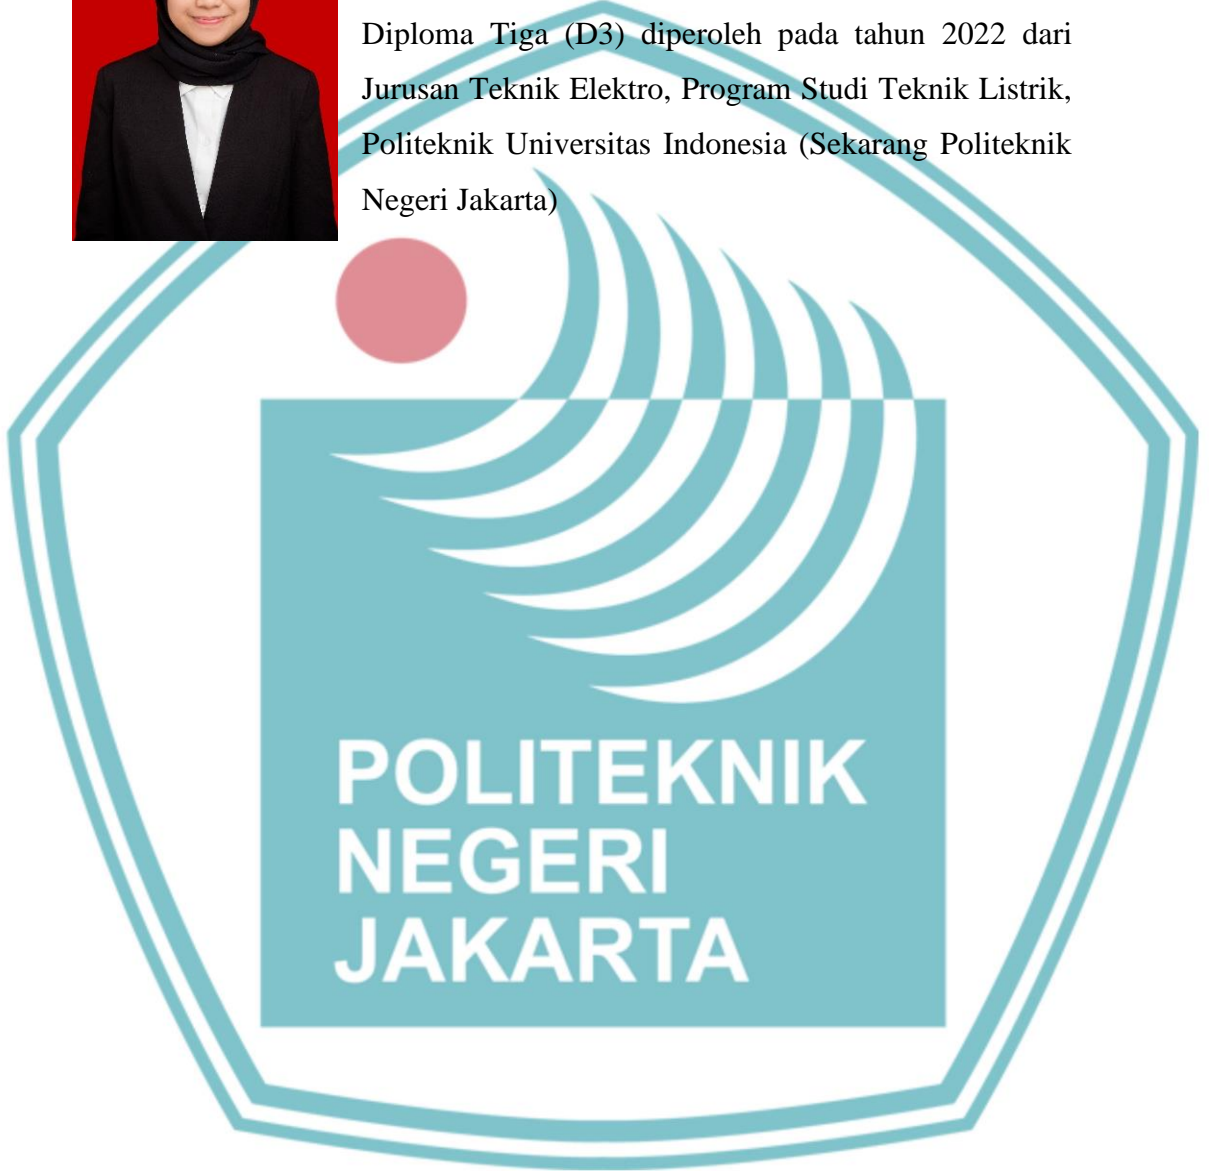 Diploma Tiga (D3) diperoleh pada tahun 2022 dari
Jurusan Teknik Elektro, Program Studi Teknik Listrik,
Politeknik Universitas Indonesia (Sekarang Politeknik
Negeri Jakarta)
POLITEKNIK
NEGERI
JAKARTA